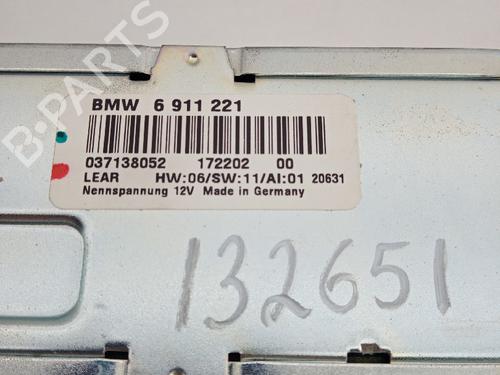 B-PARTS
BMW 6 911 221
037138052 172202 00
LEAR HW:06/SW:11/AI:01 20631
Nennspannung 12V Made in Germany
132651